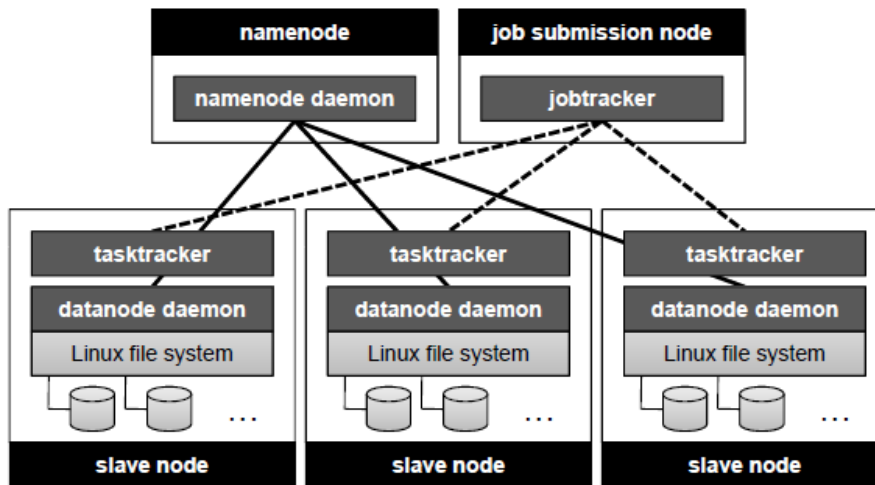 namenode
job submission node
namenode daemon
jobtracker
tasktracker
tasktracker
tasktracker
datanode daemon
datanode daemon
datanode daemon
Linux file system
Linux file system
Linux file system
...
...
...
slave node
slave node
slave node